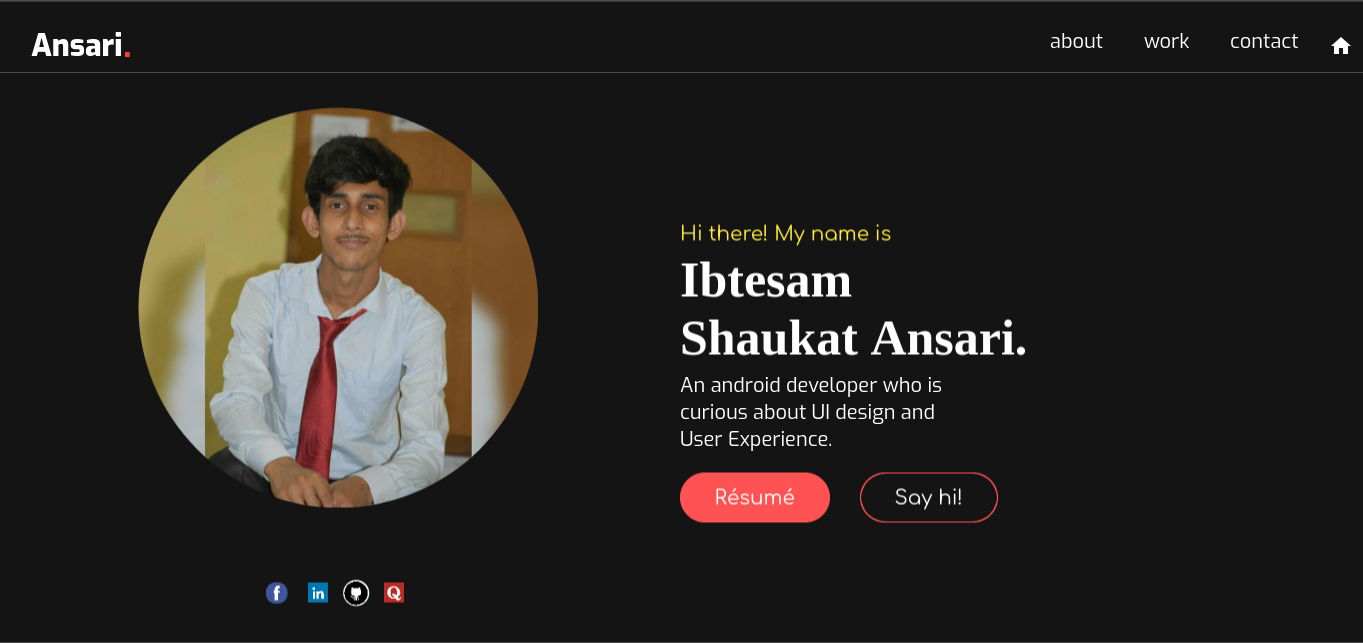 Ansari.
about work contact
Hi there! My name is
Ibtesam
Shaukat Ansari.
An android developer who is
curious about UI design and
User Experience.
Résumé Say hi!
f in Q